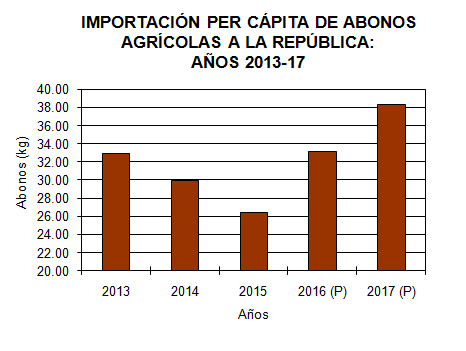 IMPORTACIÓN PER CÁPITA DE ABONOS
AGRÍCOLAS A LA REPÚBLICA:
AÑOS 2013-17
40.00
38.00
36.00
34.00
32.00
30.00
28.00
26.00
24.00
22.00
20.00
Abonos (kg)
2013
2014
2015
2016 (P)
2017 (P)
Años